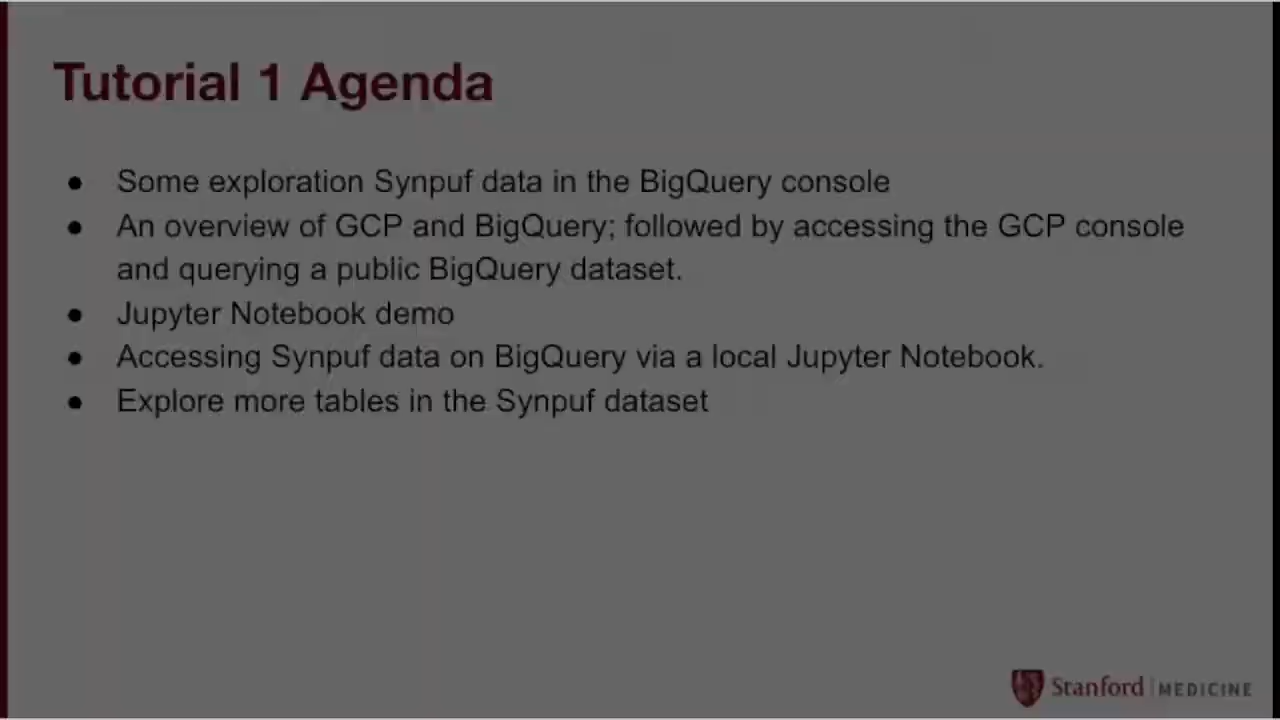 Tutorial 1 Agenda
● Some exploration Synpuf data in the BigQuery console
● An overview of GCP and BigQuery; followed by accessing the GCP console
and querying a public BigQuery dataset.
● Jupyter Notebook demo
● Accessing Synpuf data on BigQuery via a local Jupyter Notebook.
● Explore more tables in the Synpuf dataset
Stanford | MEDICINE